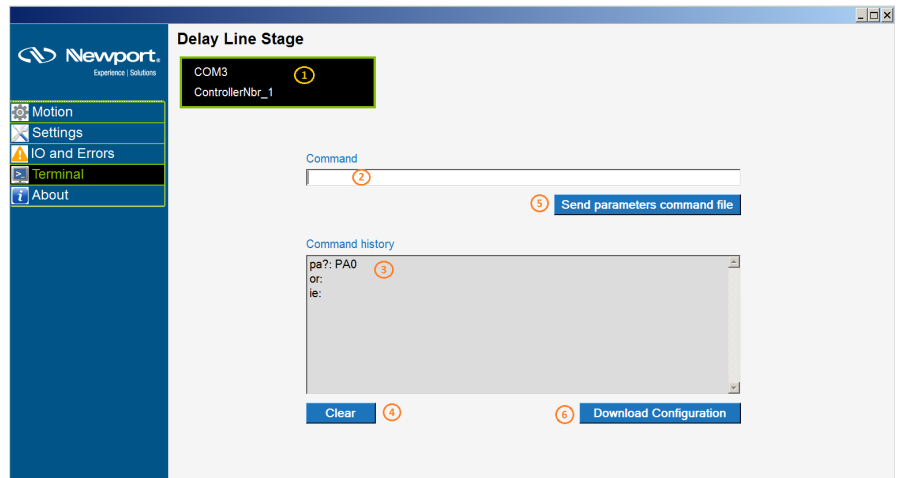 Newport.
Experience | Solutions
Motion
Settings
IO and Errors
Terminal
About
Delay Line Stage
COM3
1
ControllerNbr_1
Command
2
5
Send parameters command file
Command history
pa?: PA0
3
or:
ie:
Clear
4
6
Download Configuration